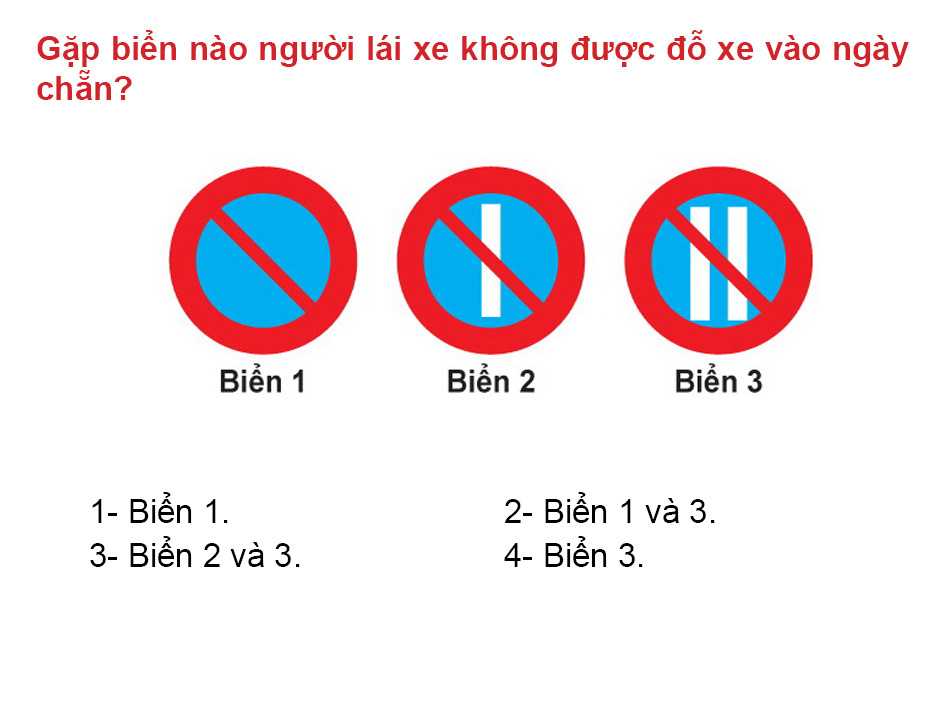 Gặp biển nào người lái xe không được đỗ xe vào ngày
chẵn?
Biển 1
Biển 2
Biển 3
1- Biển 1.
2- Biển 1 và 3.
3- Biển 2 và 3.
4- Biển 3.